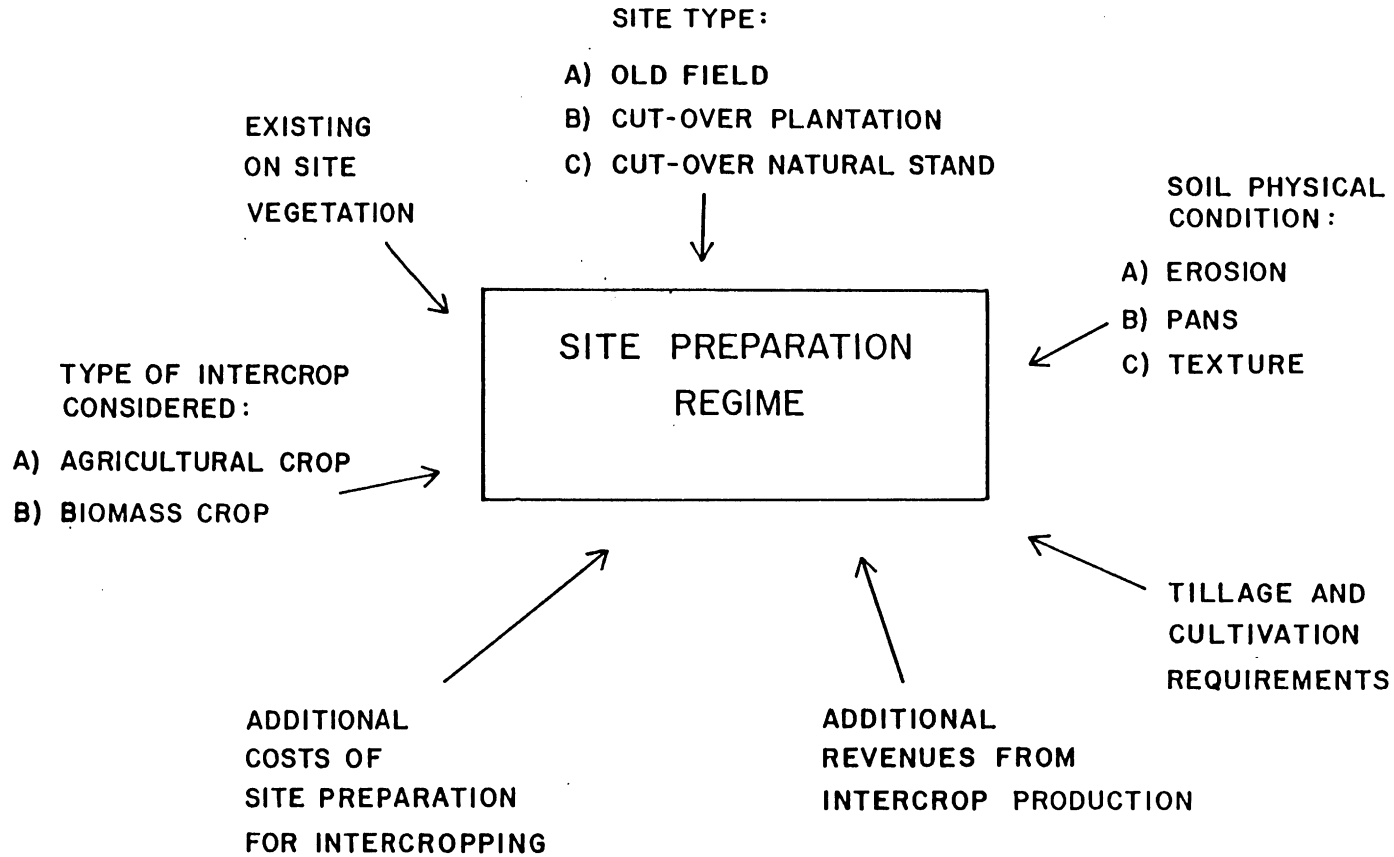 SITE TYPE:
A) OLD FIELD
B) CUT-OVER PLANTATION
C) CUT-OVER NATURAL STAND
EXISTING
ON SITE
VEGETATION
SOIL PHYSICAL
CONDITION:
A) EROSION
B) PANS
C) TEXTURE
SITE PREPARATION
REGIME
TYPE OF INTERCROP
CONSIDERED:
A) AGRICULTURAL CROP
B) BIOMASS CROP
TILLAGE AND
CULTIVATION
REQUIREMENTS
ADDITIONAL
COSTS OF
SITE PREPARATION
FOR INTERCROPPING
ADDITIONAL
REVENUES FROM
INTERCROP PRODUCTION